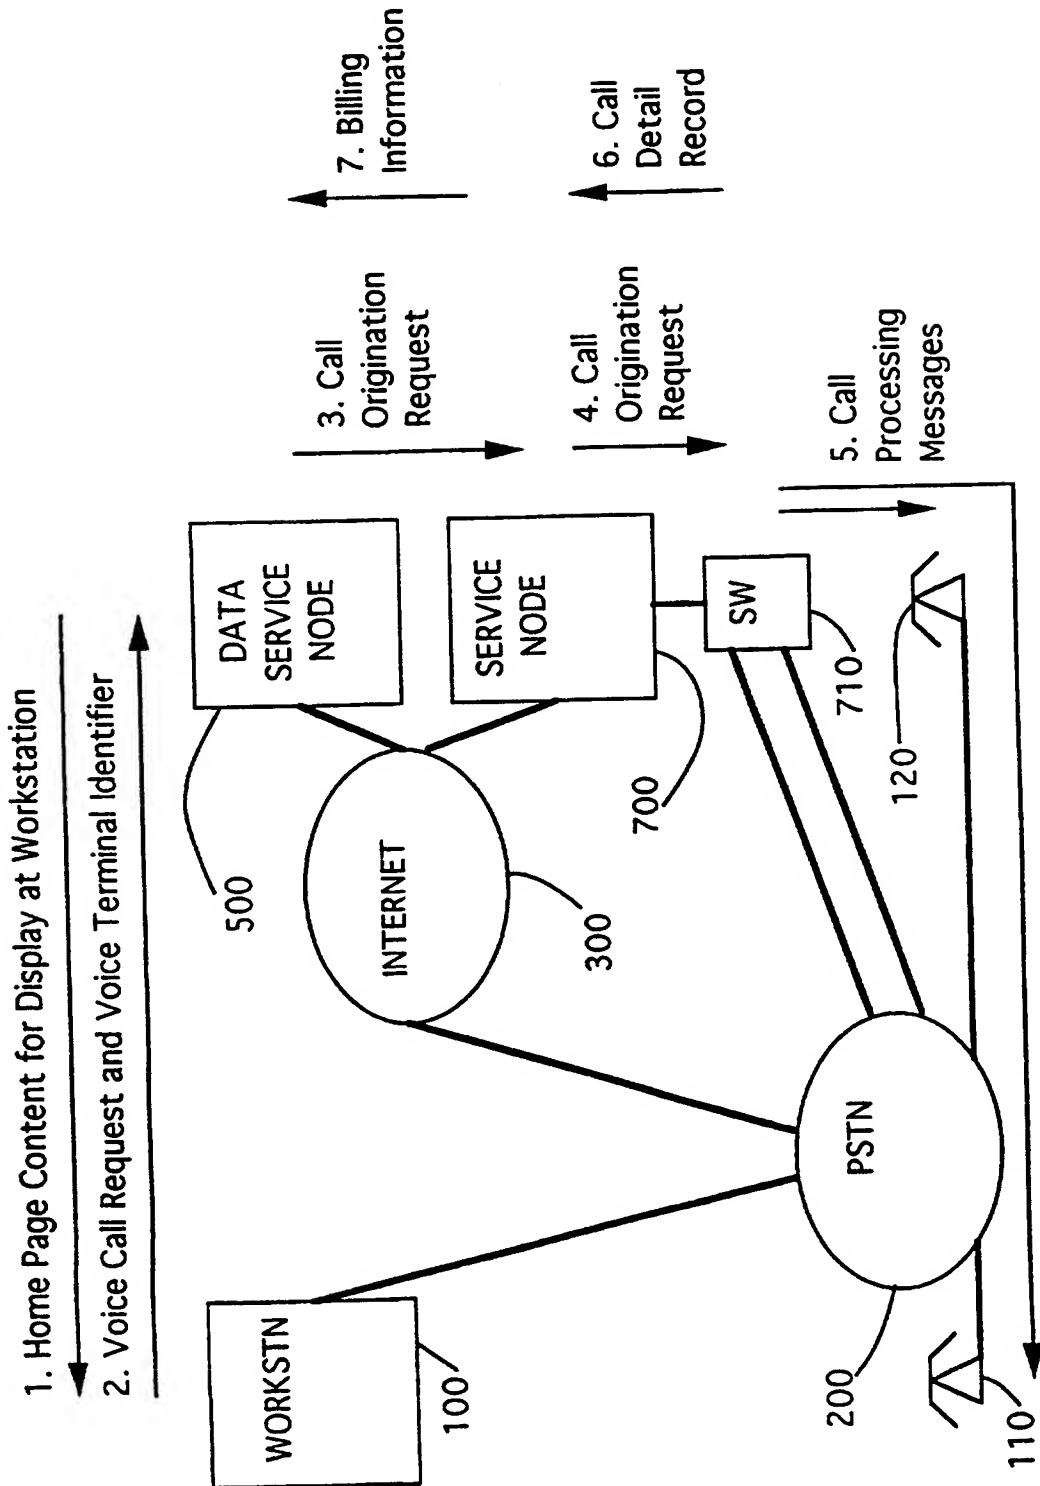 1. Home Page Content for Display at Workstation
2. Voice Call Request and Voice Terminal Identifier
WORKSTN
100
500
DATA
SERVICE
NODE
3. Call
Origination
Request
7. Billing
Information
INTERNET
300
SERVICE
NODE
700
4. Call
Origination
Request
6. Call
Detail
Record
SW
710
PSTN
200
110
120
5. Call
Processing
Messages